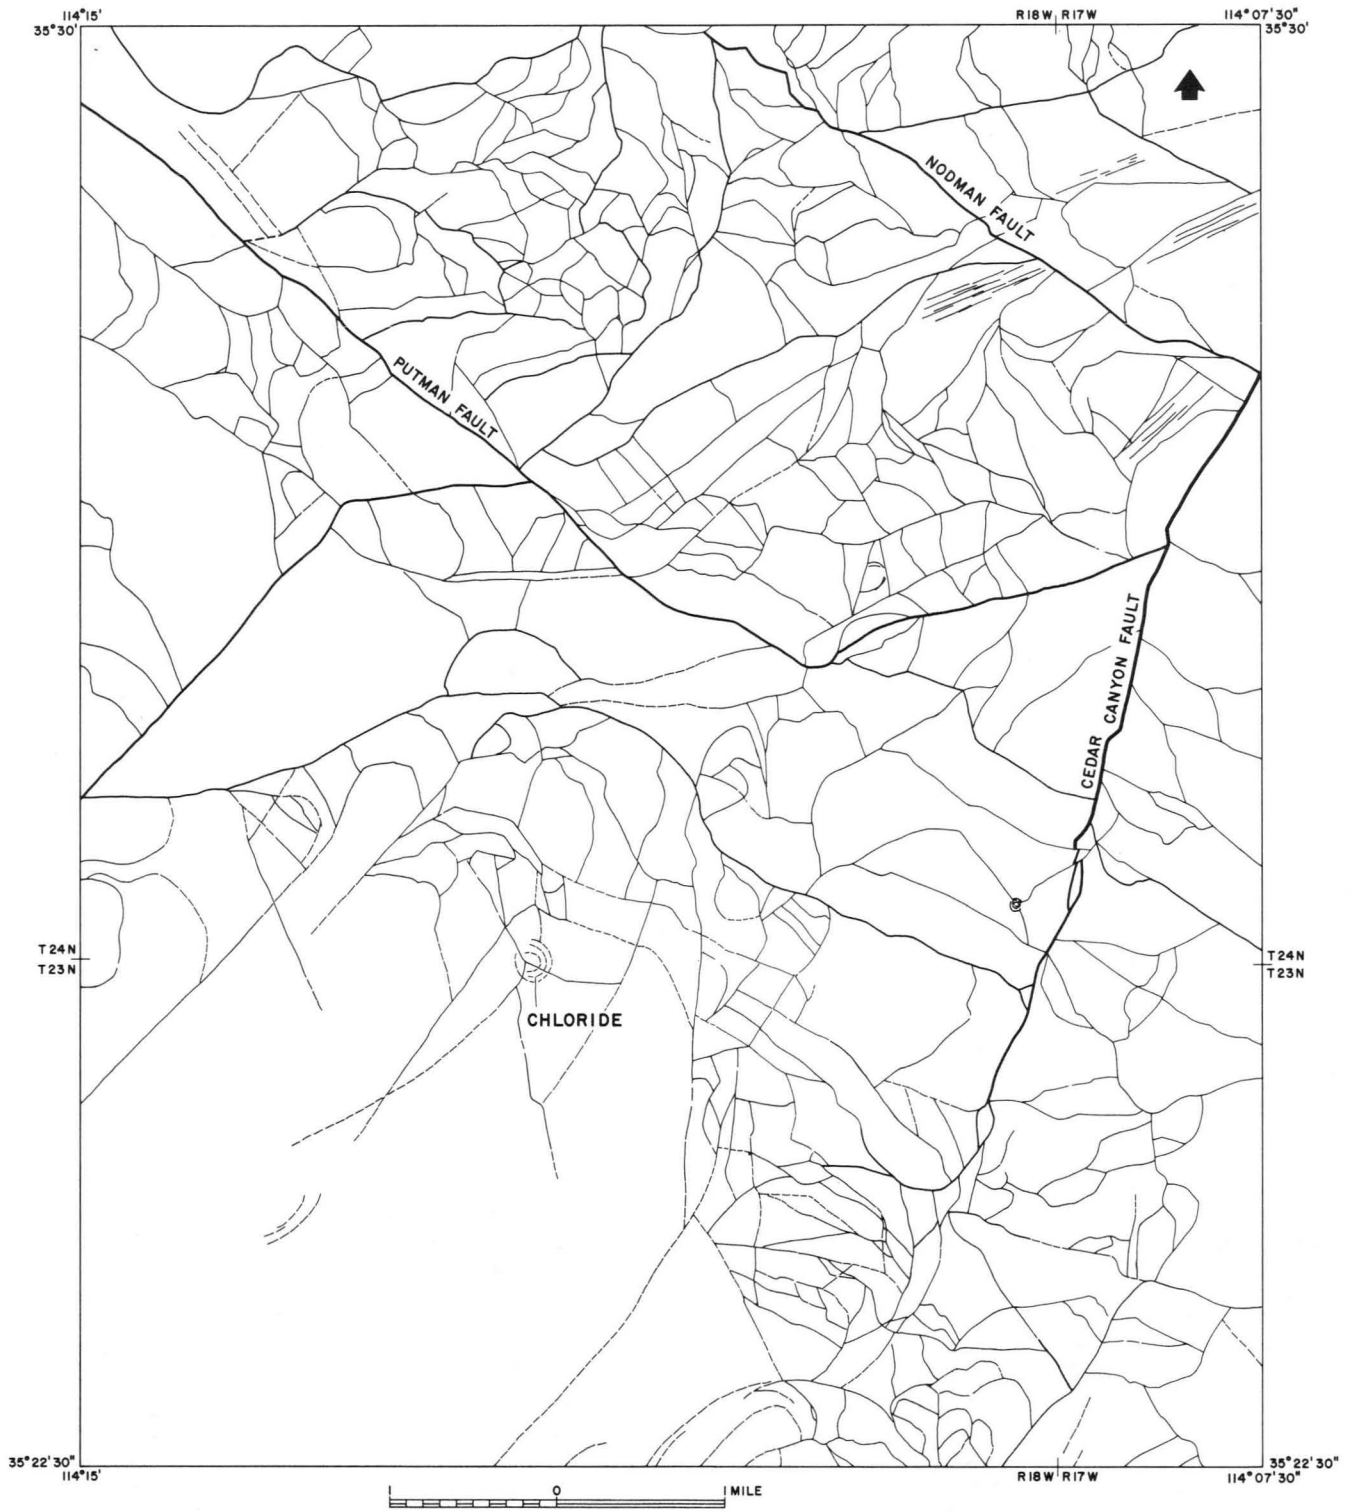 114°15'
R18W R17W
114°07'30"
35°30'
35°30'
NODMAN FAULT
PUTMAN FAULT
CEDAR CANYON FAULT
T24N
T23N
T24N
T23N
CHLORIDE
35°22'30"
35°22'30"
114°15'
R18W R17W
114°07'30"
1 0 1 MILE